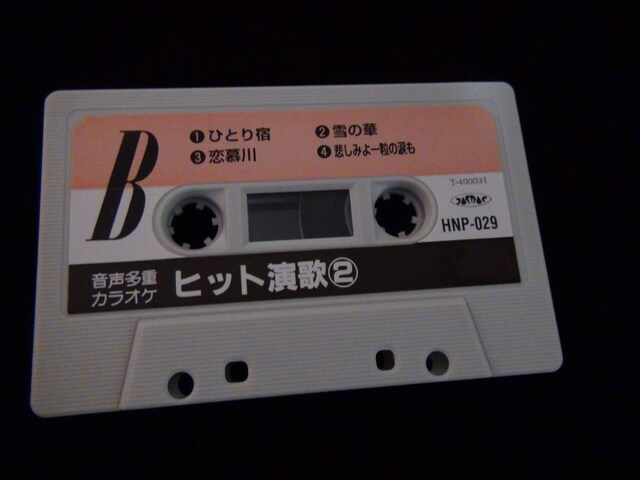 B
❶ひとり宿 ❷雪の華
❸恋慕川 ❹悲しみよ一粒の涙も
T-400031
JASRAC
HNP-029
音声多重
カラオケ
ヒット演歌②